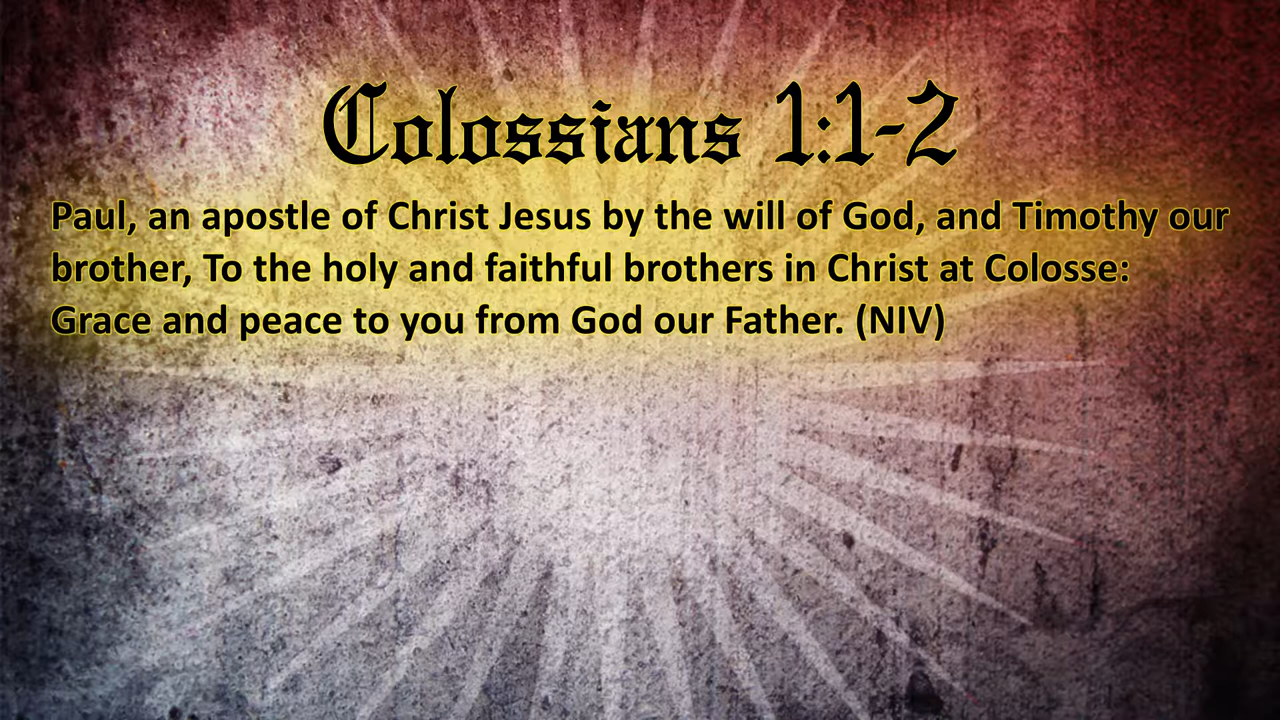 Colossians 1:1-2
Paul, an apostle of Christ Jesus by the will of God, and Timothy our
brother, To the holy and faithful brothers in Christ at Colosse:
Grace and peace to you from God our Father. (NIV)